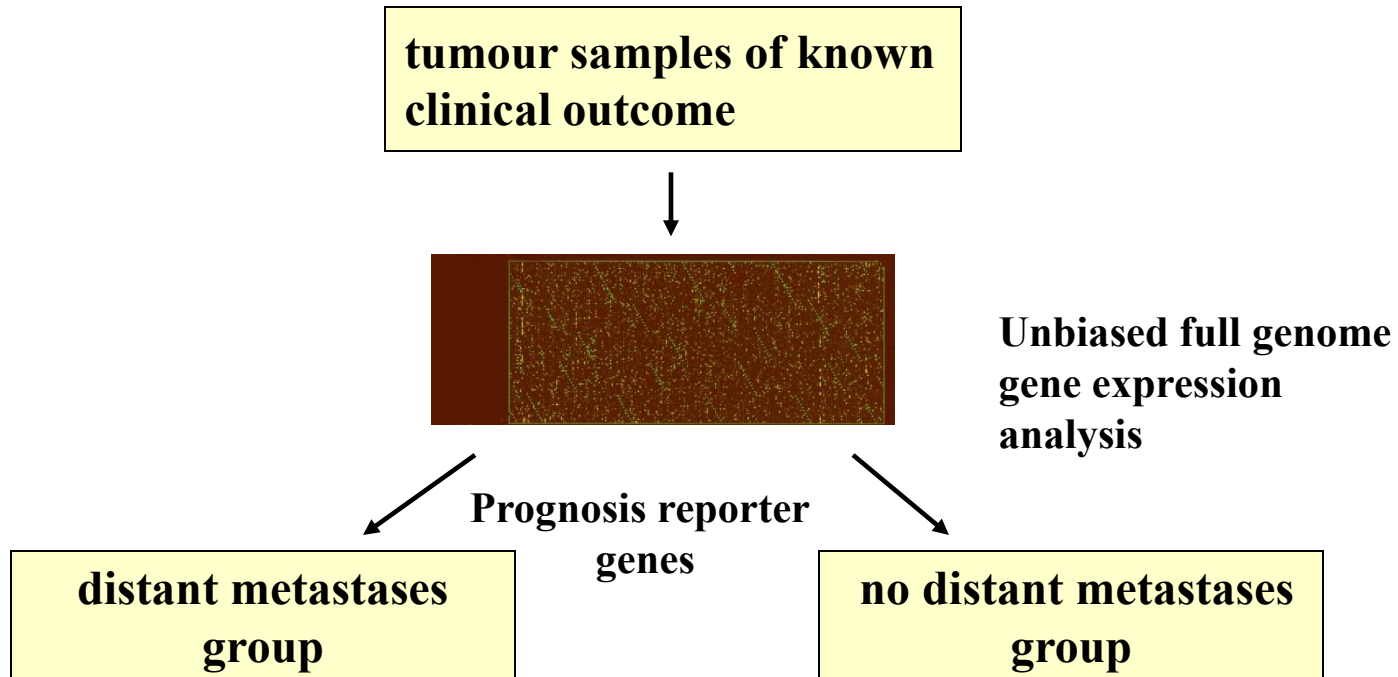 tumour samples of known
clinical outcome
Unbiased full genome
gene expression
analysis
Prognosis reporter
genes
distant metastases
group
no distant metastases
group